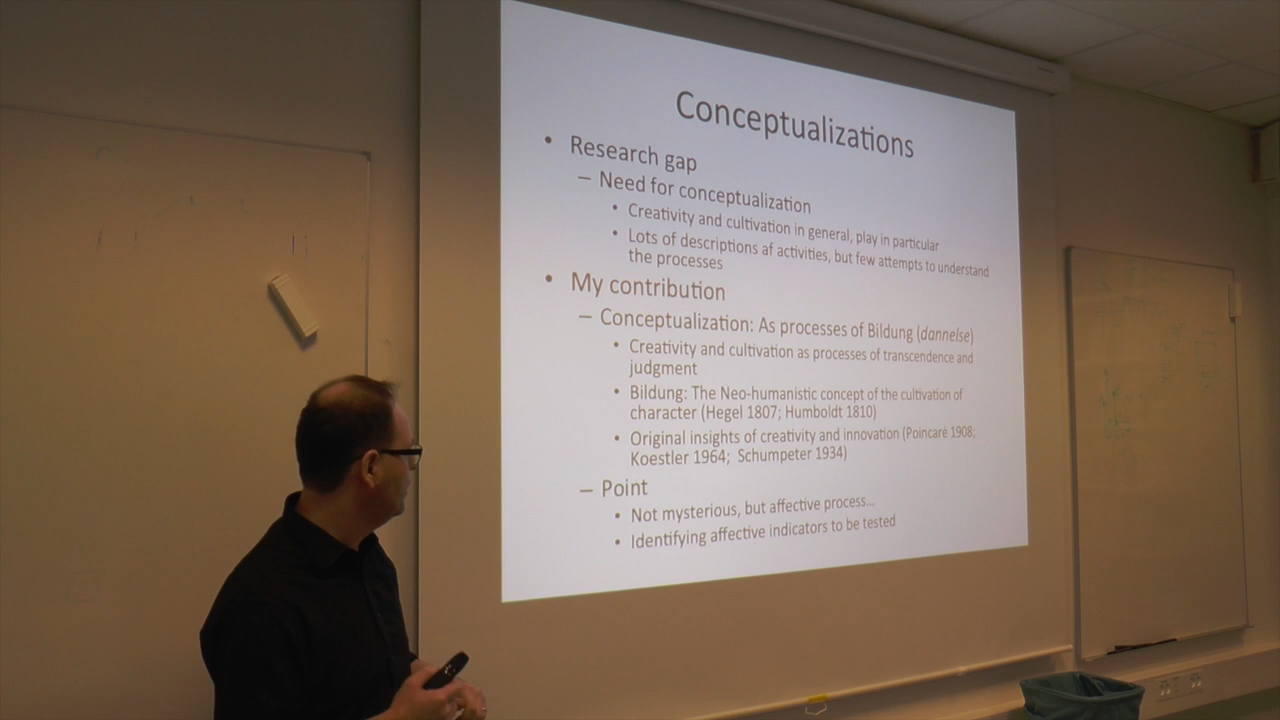 Conceptualizations
• Research gap
– Need for conceptualization
• Creativity and cultivation in general, play in particular
• Lots of descriptions af activities, but few attempts to understand
the processes
• My contribution
– Conceptualization: As processes of Bildung (dannelse)
• Creativity and cultivation as processes of transcendence and
judgment
• Bildung: The Neo-humanistic concept of the cultivation of
character (Hegel 1807; Humboldt 1810)
• Original insights of creativity and innovation (Poincaré 1908;
Koestler 1964; Schumpeter 1934)
– Point
• Not mysterious, but affective process...
• Identifying affective indicators to be tested